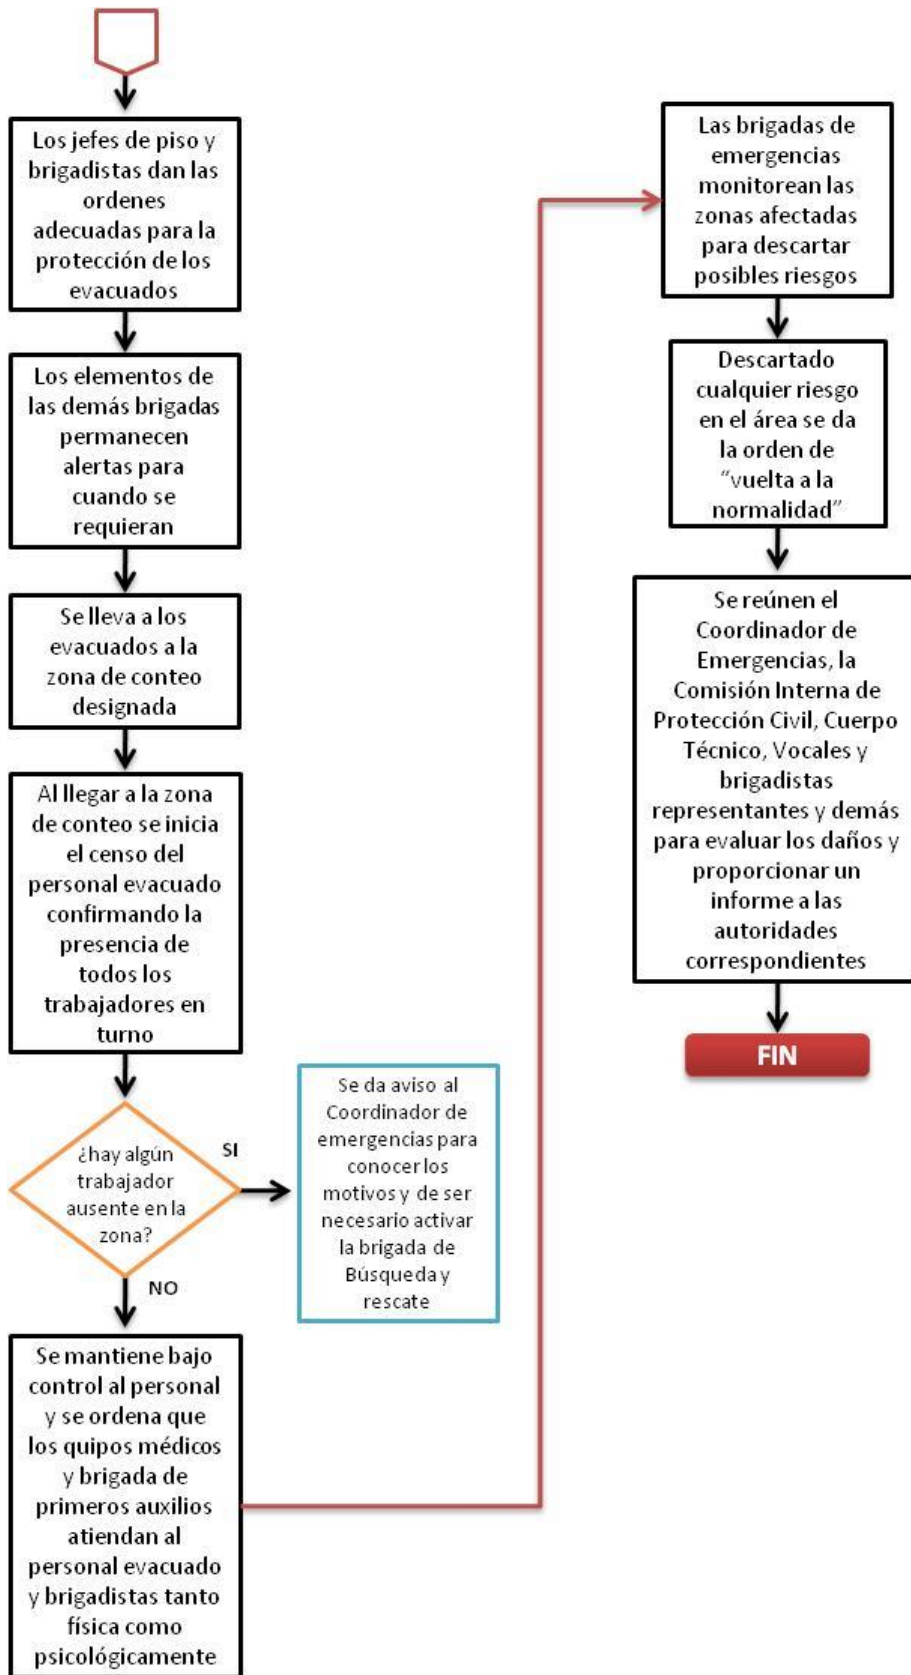 Los jefes de piso y
brigadistas dan las
ordenes
adecuadas para la
protección de los
evacuados
Los elementos de
las demás brigadas
permanecen
alertas para
cuando se
requieran
Se lleva a los
evacuados a la
zona de conteo
designada
Al llegar a la zona
de conteo se inicia
el censo del
personal evacuado
confirmando la
presencia de
todos los
trabajadores en
turno
¿hay algún
trabajador
ausente en la
zona?
SI
Se da aviso al
Coordinador de
emergencias para
conocer los
motivos y de ser
necesario activar
la brigada de
Búsqueda y
rescate
NO
Se mantiene bajo
control al personal
y se ordena que
los quipos médicos
y brigada de
primeros auxilios
atiendan al
personal evacuado
y brigadistas tanto
física como
psicológicamente
Las brigadas de
emergencias
monitorean las
zonas afectadas
para descartar
posibles riesgos
Descartado
cualquier riesgo
en el área se da
la orden de
“vuelta a la
normalidad”
Se reúnen el
Coordinador de
Emergencias, la
Comisión Interna de
Protección Civil, Cuerpo
Técnico, Vocales y
brigadistas
representantes y demás
para evaluar los daños y
proporcionar un
informe a las
autoridades
correspondientes
FIN